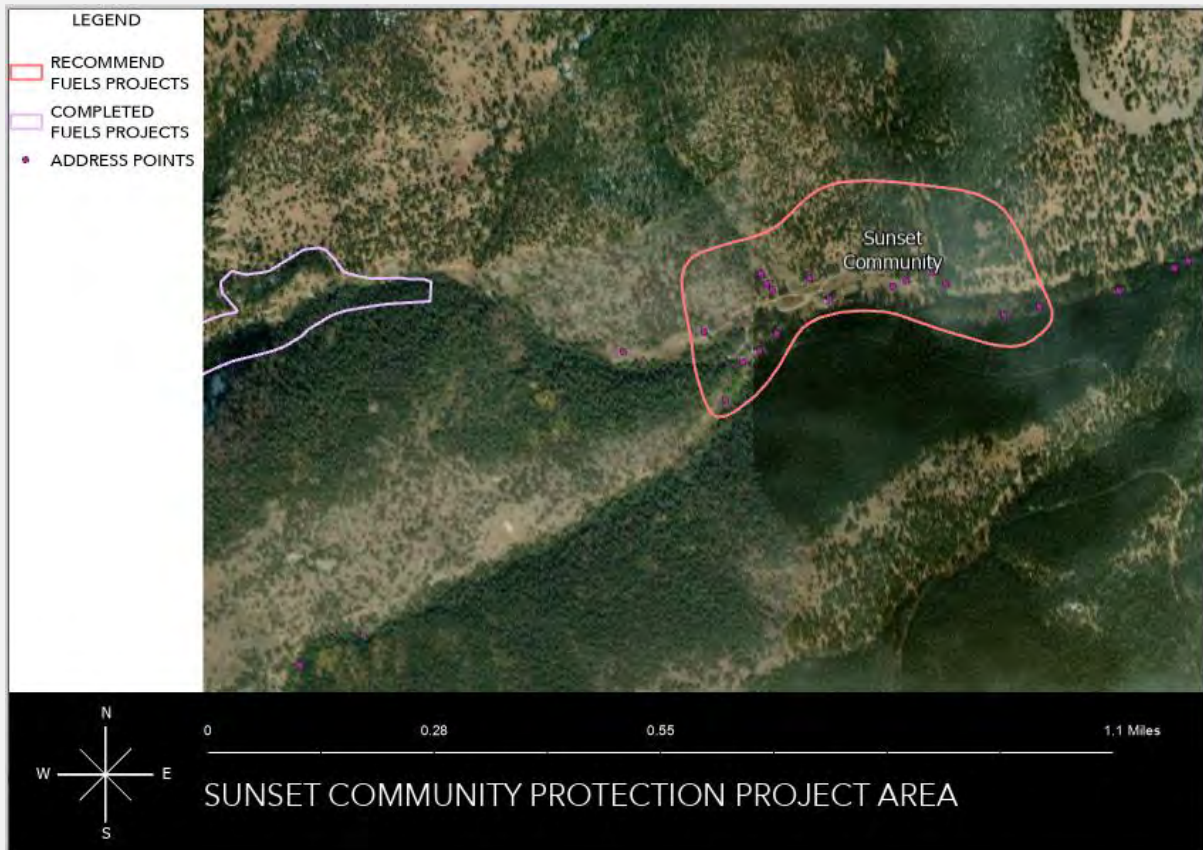 LEGEND
RECOMMEND
FUELS PROJECTS
COMPLETED
FUELS PROJECTS
ADDRESS POINTS
Sunset
Community
N
W E
S
0 0.28 0.55 1.1 Miles
SUNSET COMMUNITY PROTECTION PROJECT AREA